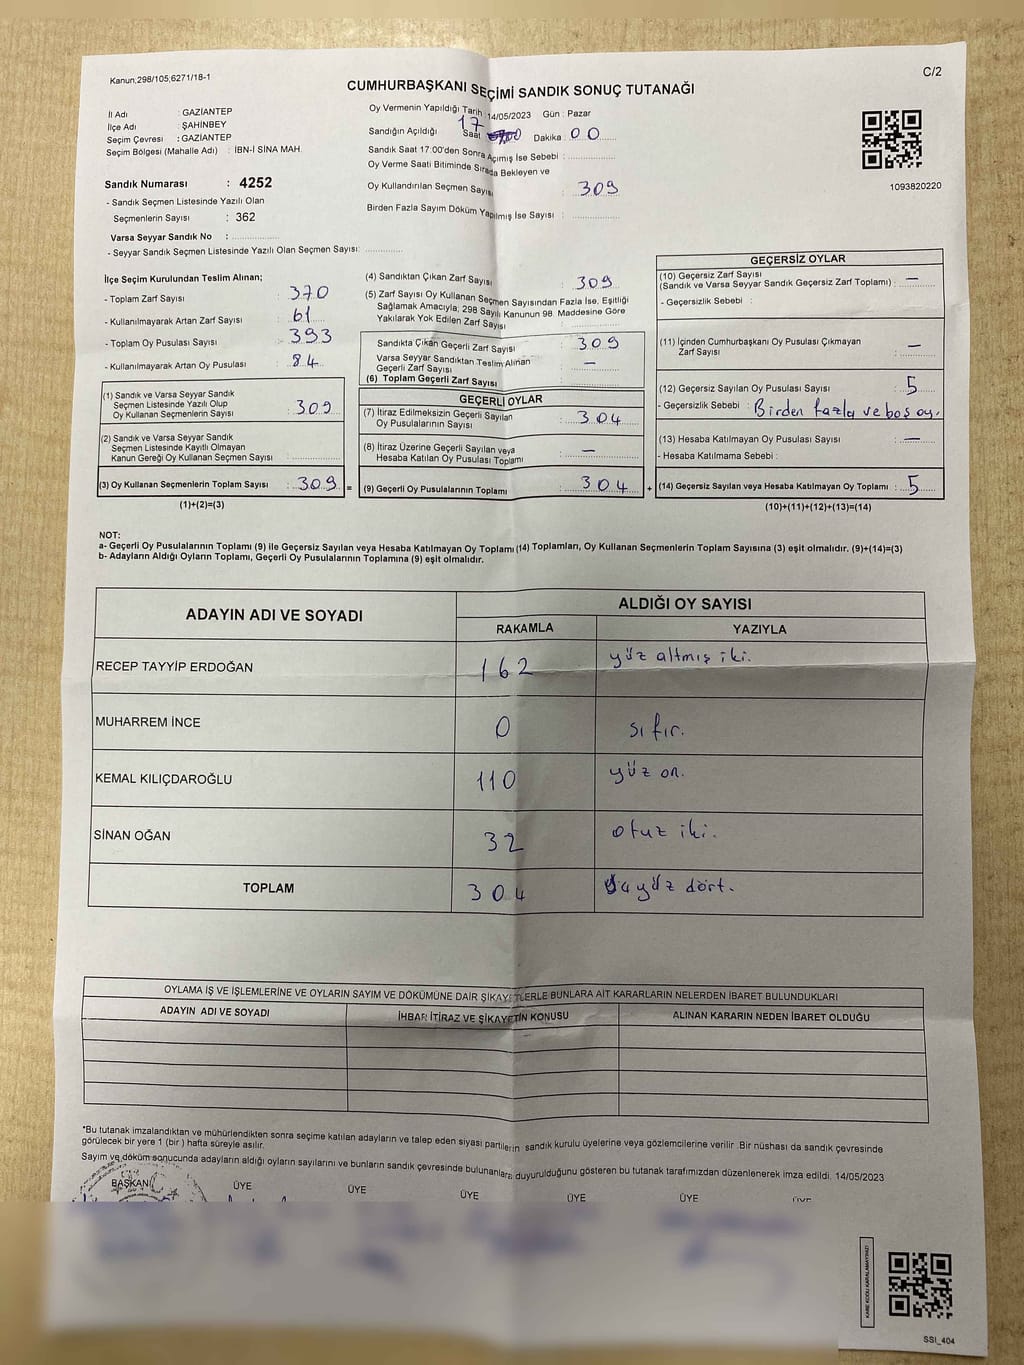 Kanun;298/105;6271/18-1
C/2
CUMHURBAŞKANI SEÇİMİ SANDIK SONUÇ TUTANAĞI
İl Adı : GAZİANTEP
İlçe Adı : ŞAHİNBEY
Seçim Çevresi : GAZİANTEP
Seçim Bölgesi (Mahalle Adı) : İBN-İ SİNA MAH.
Sandık Numarası : 4252
- Sandık Seçmen Listesinde Yazılı Olan
Seçmenlerin Sayısı : 362
Varsa Seyyar Sandık No :
- Seyyar Sandık Seçmen Listesinde Yazılı Olan Seçmen Sayısı:
Oy Vermenin Yapıldığı Tarih 14/05/2023 Gün : Pazar
Sandığın Açıldığı Saat 17 Dakika : 00
Sandık Saat 17:00'den Sonra Açımış İse Sebebi :
Oy Verme Saati Bitiminde Sırada Bekleyen ve
Oy Kullandırılan Seçmen Sayısı : 309
Birden Fazla Sayım Döküm Yapılmış İse Sayısı :
1093820220
İlçe Seçim Kurulundan Teslim Alınan;
- Toplam Zarf Sayısı : 370
- Kullanılmayarak Artan Zarf Sayısı : 61
- Toplam Oy Pusulası Sayısı : 393
- Kullanılmayarak Artan Oy Pusulası : 84
(1) Sandık ve Varsa Seyyar Sandık
Seçmen Listesinde Yazılı Olup
Oy Kullanan Seçmenlerin Sayısı : 309
(2) Sandık ve Varsa Seyyar Sandık
Seçmen Listesinde Kayıtlı Olmayan
Kanun Gereği Oy Kullanan Seçmen Sayısı :
(3) Oy Kullanan Seçmenlerin Toplam Sayısı : 309 =
(1)+(2)=(3)
(4) Sandıktan Çıkan Zarf Sayısı : 309
(5) Zarf Sayısı Oy Kullanan Seçmen Sayısından Fazla İse, Eşitliği
Sağlamak Amacıyla; 298 Sayılı Kanunun 98. Maddesine Göre
Yakılarak Yok Edilen Zarf Sayısı :
Sandıkta Çıkan Geçerli Zarf Sayısı : 309
Varsa Seyyar Sandıktan Teslim Alınan
Geçerli Zarf Sayısı : —
(6) Toplam Geçerli Zarf Sayısı :
GEÇERLİ OYLAR
(7) İtiraz Edilmeksizin Geçerli Sayılan
Oy Pusulalarının Sayısı : 304
(8) İtiraz Üzerine Geçerli Sayılan veya
Hesaba Katılan Oy Pusulası Toplamı : —
(9) Geçerli Oy Pusulalarının Toplamı : 304 +
GEÇERSİZ OYLAR
(10) Geçersiz Zarf Sayısı
(Sandık ve Varsa Seyyar Sandık Geçersiz Zarf Toplamı) : —
- Geçersizlik Sebebi :
(11) İçinden Cumhurbaşkanı Oy Pusulası Çıkmayan
Zarf Sayısı : —
(12) Geçersiz Sayılan Oy Pusulası Sayısı : 5
- Geçersizlik Sebebi : Birden fazla ve boş oy.
(13) Hesaba Katılmayan Oy Pusulası Sayısı : —
- Hesaba Katılmama Sebebi :
(14) Geçersiz Sayılan veya Hesaba Katılmayan Oy Toplamı : 5
(10)+(11)+(12)+(13)=(14)
NOT:
a- Geçerli Oy Pusulalarının Toplamı (9) ile Geçersiz Sayılan veya Hesaba Katılmayan Oy Toplamı (14) Toplamları, Oy Kullanan Seçmenlerin Toplam Sayısına (3) eşit olmalıdır. (9)+(14)=(3)
b- Adayların Aldığı Oyların Toplamı, Geçerli Oy Pusulalarının Toplamına (9) eşit olmalıdır.
ADAYIN ADI VE SOYADI
ALDIĞI OY SAYISI
RAKAMLA YAZIYLA
RECEP TAYYİP ERDOĞAN 162 yüz altmış iki.
MUHARREM İNCE 0 sıfır.
KEMAL KILIÇDAROĞLU 110 yüz on.
SİNAN OĞAN 32 otuz iki.
TOPLAM 304 yüz dört.
OYLAMA İŞ VE İŞLEMLERİNE VE OYLARIN SAYIM VE DÖKÜMÜNE DAİR ŞİKAYETLERLE BUNLARA AİT KARARLARIN NELERDEN İBARET BULUNDUKLARI
ADAYIN ADI VE SOYADI İHBAR İTİRAZ VE ŞİKAYETİN KONUSU ALINAN KARARIN NEDEN İBARET OLDUĞU
*Bu tutanak imzalandıktan ve mühürlendikten sonra seçime katılan adayların ve talep eden siyasi partilerin sandık kurulu üyelerine veya gözlemcilerine verilir .Bir nüshası da sandık çevresinde
görülecek bir yere 1 (bir ) hafta süreyle asılır.
Sayım ve döküm sonucunda adayların aldığı oyların sayılarını ve bunların sandık çevresinde bulunanlara duyurulduğunu gösteren bu tutanak tarafımızdan düzenlenerek imza edildi. 14/05/2023
BAŞKAN ÜYE ÜYE ÜYE ÜYE ÜYE ÜYE
KARE KODU KARALAMAYINIZ!
SSI_404